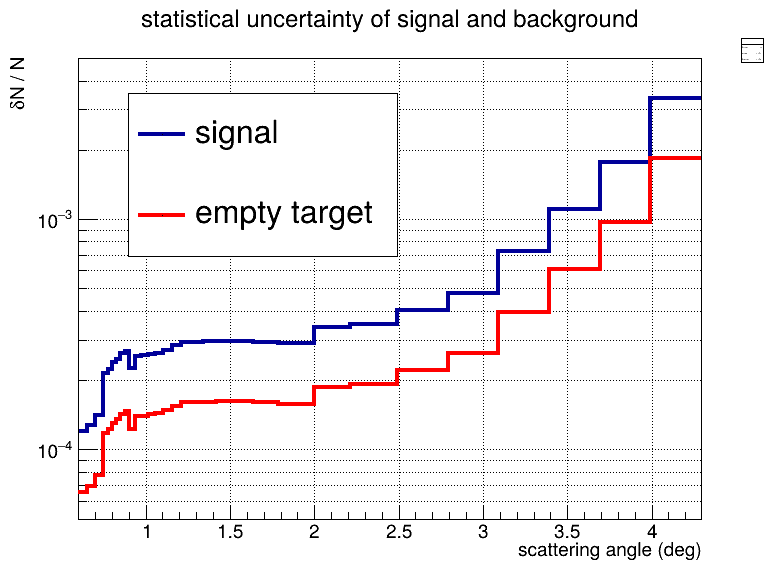 statistical uncertainty of signal and background
δN / N
signal
empty target
10⁻³
10⁻⁴
1 1.5 2 2.5 3 3.5 4
scattering angle (deg)